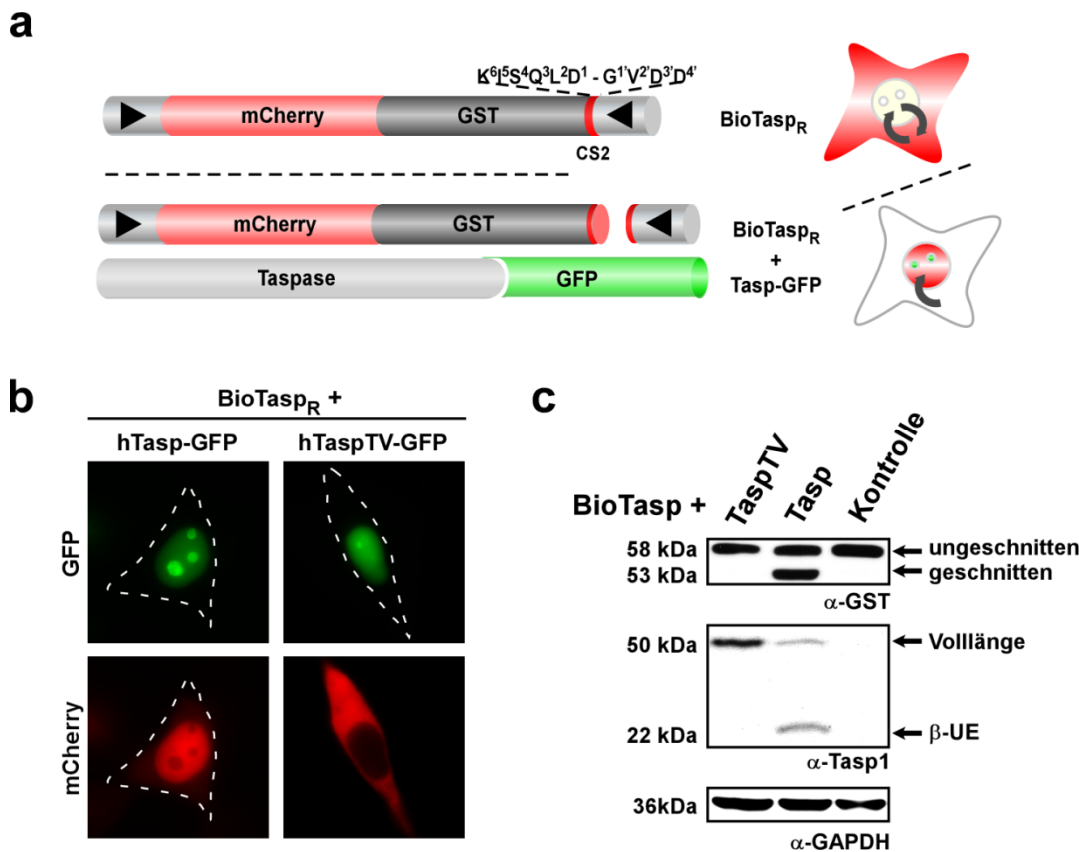 a
K⁶I⁵S⁴Q³L²D¹ - G¹'V²'D³'D⁴'
mCherry GST
CS2
BioTaspR
mCherry GST
Taspase GFP
BioTaspR
+
Tasp-GFP
b
BioTaspR +
hTasp-GFP hTaspTV-GFP
GFP
mCherry
c
BioTasp + TaspTV Tasp Kontrolle
58 kDa ungeschnitten
53 kDa geschnitten
α-GST
50 kDa Volllänge
22 kDa β-UE
α-Tasp1
36kDa
α-GAPDH